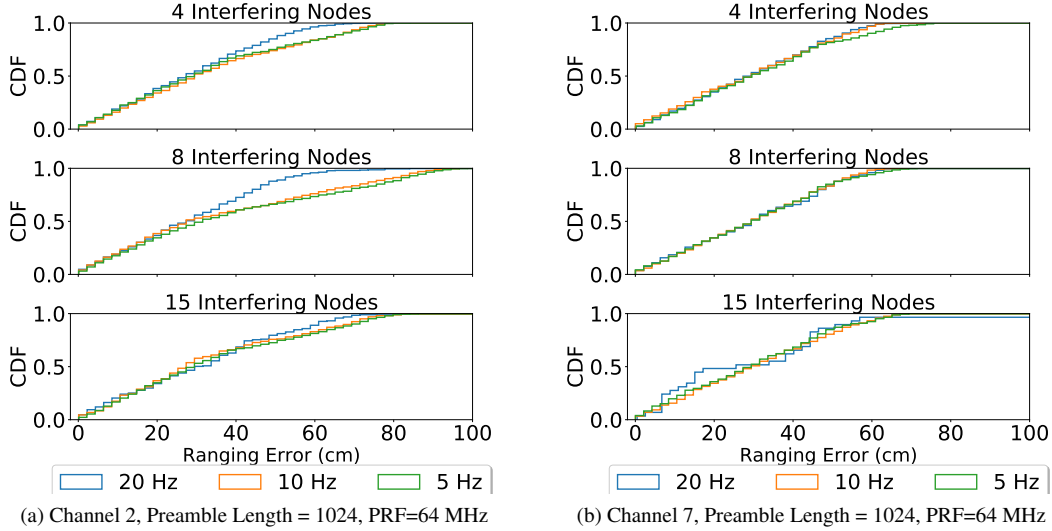 4 Interfering Nodes
1.0
0.5
0.0
CDF
8 Interfering Nodes
1.0
0.5
0.0
CDF
15 Interfering Nodes
1.0
0.5
0.0
CDF
0 20 40 60 80 100
Ranging Error (cm)
20 Hz 10 Hz 5 Hz
(a) Channel 2, Preamble Length = 1024, PRF=64 MHz
4 Interfering Nodes
1.0
0.5
0.0
CDF
8 Interfering Nodes
1.0
0.5
0.0
CDF
15 Interfering Nodes
1.0
0.5
0.0
CDF
0 20 40 60 80 100
Ranging Error (cm)
20 Hz 10 Hz 5 Hz
(b) Channel 7, Preamble Length = 1024, PRF=64 MHz